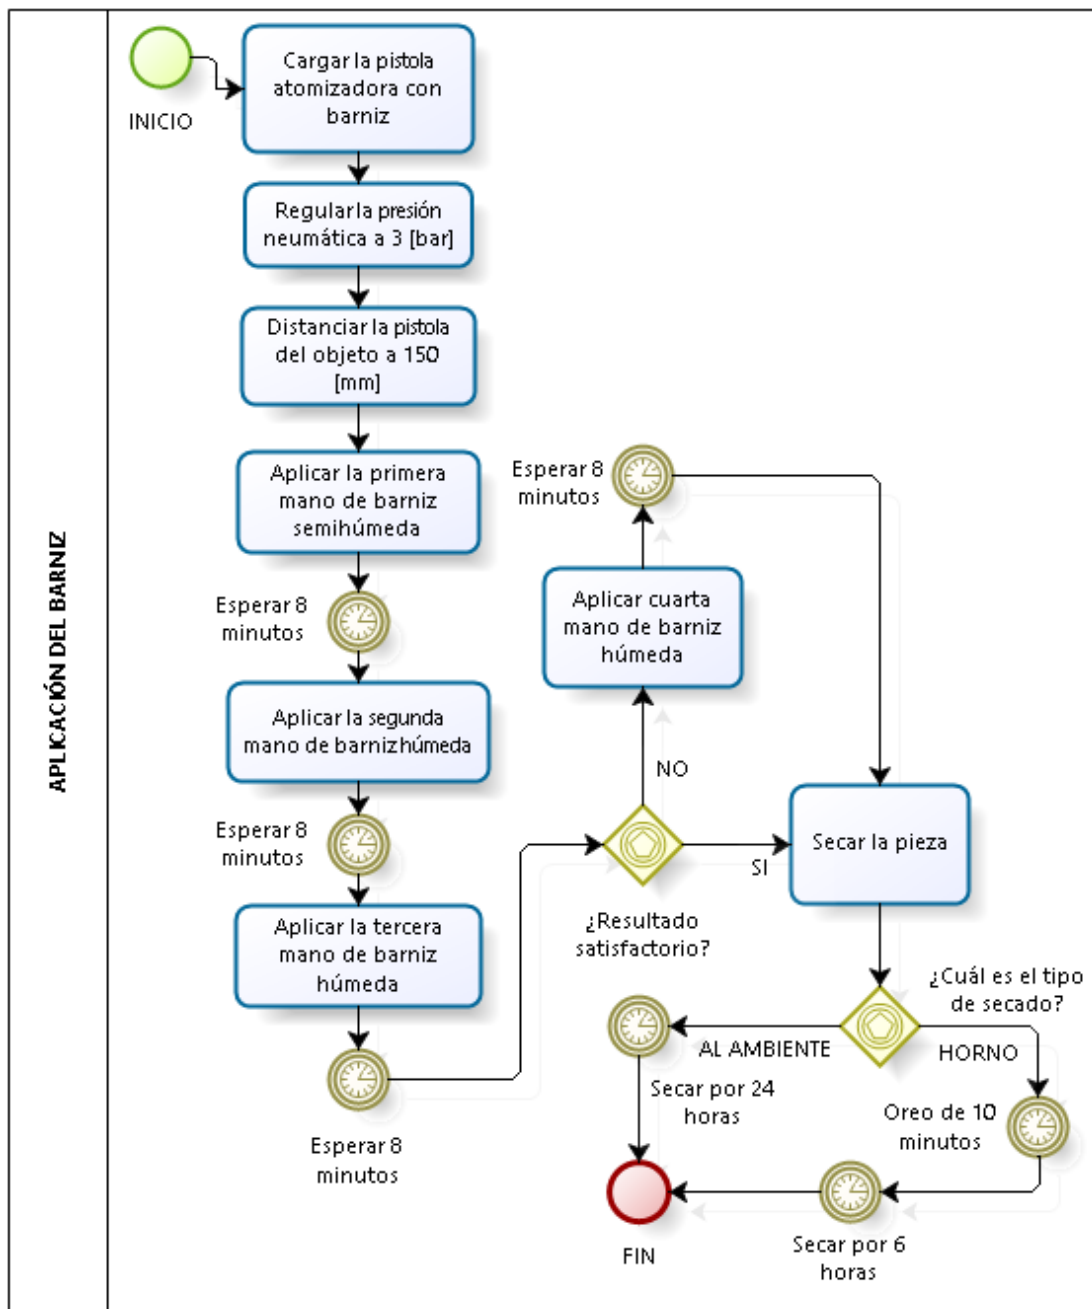 APLICACIÓN DEL BARNIZ
INICIO
Cargar la pistola
atomizadora con
barniz
Regular la presión
neumática a 3 [bar]
Distanciar la pistola
del objeto a 150
[mm]
Aplicar la primera
mano de barniz
semihúmeda
Esperar 8
minutos
Aplicar la segunda
mano de barniz húmeda
Esperar 8
minutos
Aplicar la tercera
mano de barniz
húmeda
Esperar 8
minutos
¿Resultado
satisfactorio?
NO
Aplicar cuarta
mano de barniz
húmeda
Esperar 8
minutos
SI
Secar la pieza
¿Cuál es el tipo
de secado?
AL AMBIENTE
Secar por 24
horas
HORNO
Oreo de 10
minutos
Secar por 6
horas
FIN